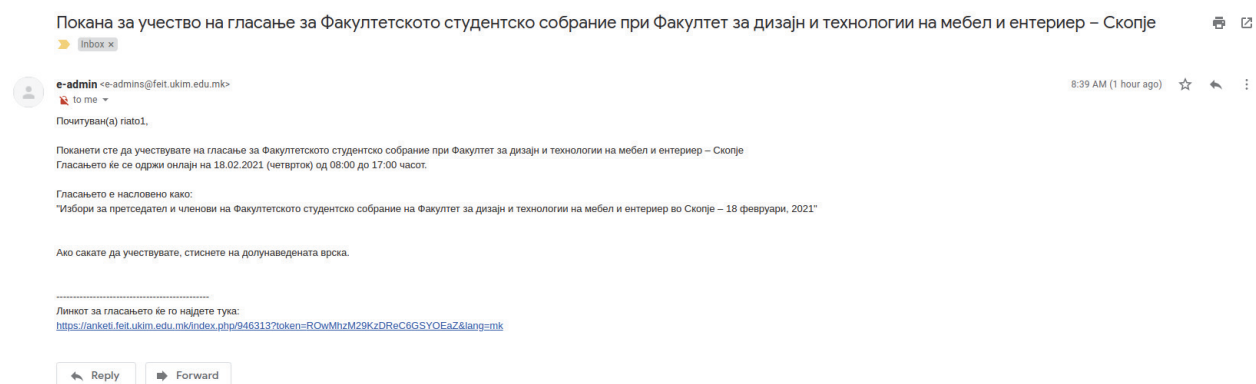 Покана за учество на гласање за Факултетското студентско собрание при Факултет за дизајн и технологии на мебел и ентериер – Скопје
Inbox ×
e-admin <e-admins@feit.ukim.edu.mk>
8:39 AM (1 hour ago)
to me
Почитуван(а) riato1,
Поканети сте да учествувате на гласање за Факултетското студентско собрание при Факултет за дизајн и технологии на мебел и ентериер – Скопје
Гласањето ќе се одржи онлајн на 18.02.2021 (четврток) од 08:00 до 17:00 часот.
Гласањето е насловено како:
"Избори за претседател и членови на Факултетското студентско собрание на Факултет за дизајн и технологии на мебел и ентериер во Скопје – 18 февруари, 2021"
Ако сакате да учествувате, стиснете на долунаведената врска.
----------------------------------------------
Линкот за гласањето ќе го најдете тука:
https://anketi.feit.ukim.edu.mk/index.php/946313?token=ROwMhzM29KzDReC6GSYOEaZ&lang=mk
Reply
Forward